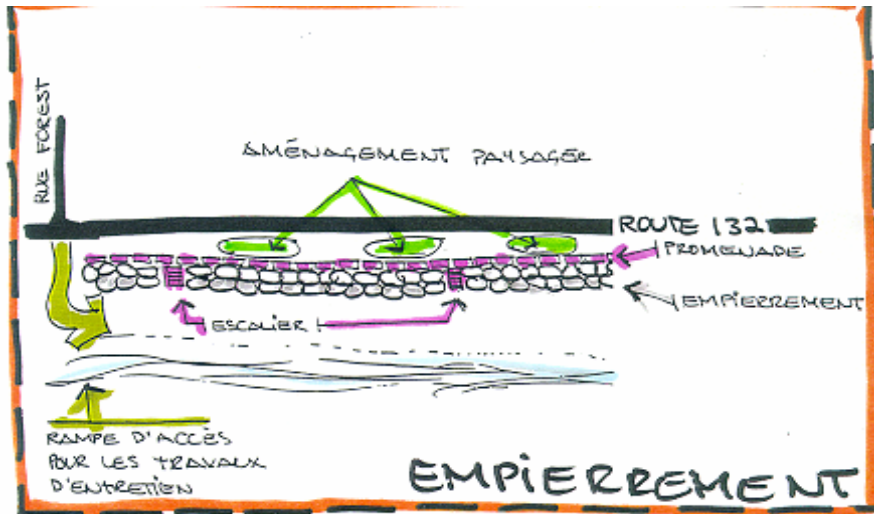 RUE FOREST
AMÉNAGEMENT PAYSAGER
ROUTE 132
PROMENADE
EMPIERREMENT
ESCALIER
RAMPE D'ACCÈS
POUR LES TRAVAUX
D'ENTRETIEN
EMPIERREMENT